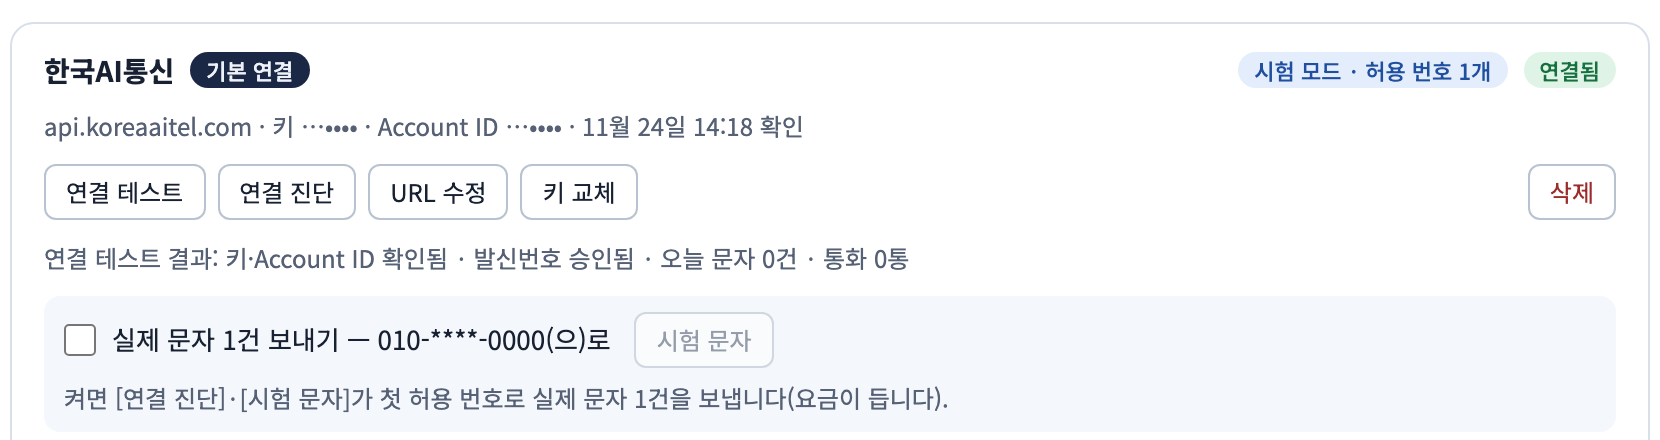 한국AI통신 기본 연결 시험 모드 · 허용 번호 1개 연결됨
api.koreaaitel.com · 키 ···•••• · Account ID ···•••• · 11월 24일 14:18 확인
연결 테스트 연결 진단 URL 수정 키 교체 삭제
연결 테스트 결과: 키·Account ID 확인됨 · 발신번호 승인됨 · 오늘 문자 0건 · 통화 0통
실제 문자 1건 보내기 — 010-****-0000(으)로 시험 문자
켜면 [연결 진단]·[시험 문자]가 첫 허용 번호로 실제 문자 1건을 보냅니다(요금이 듭니다).